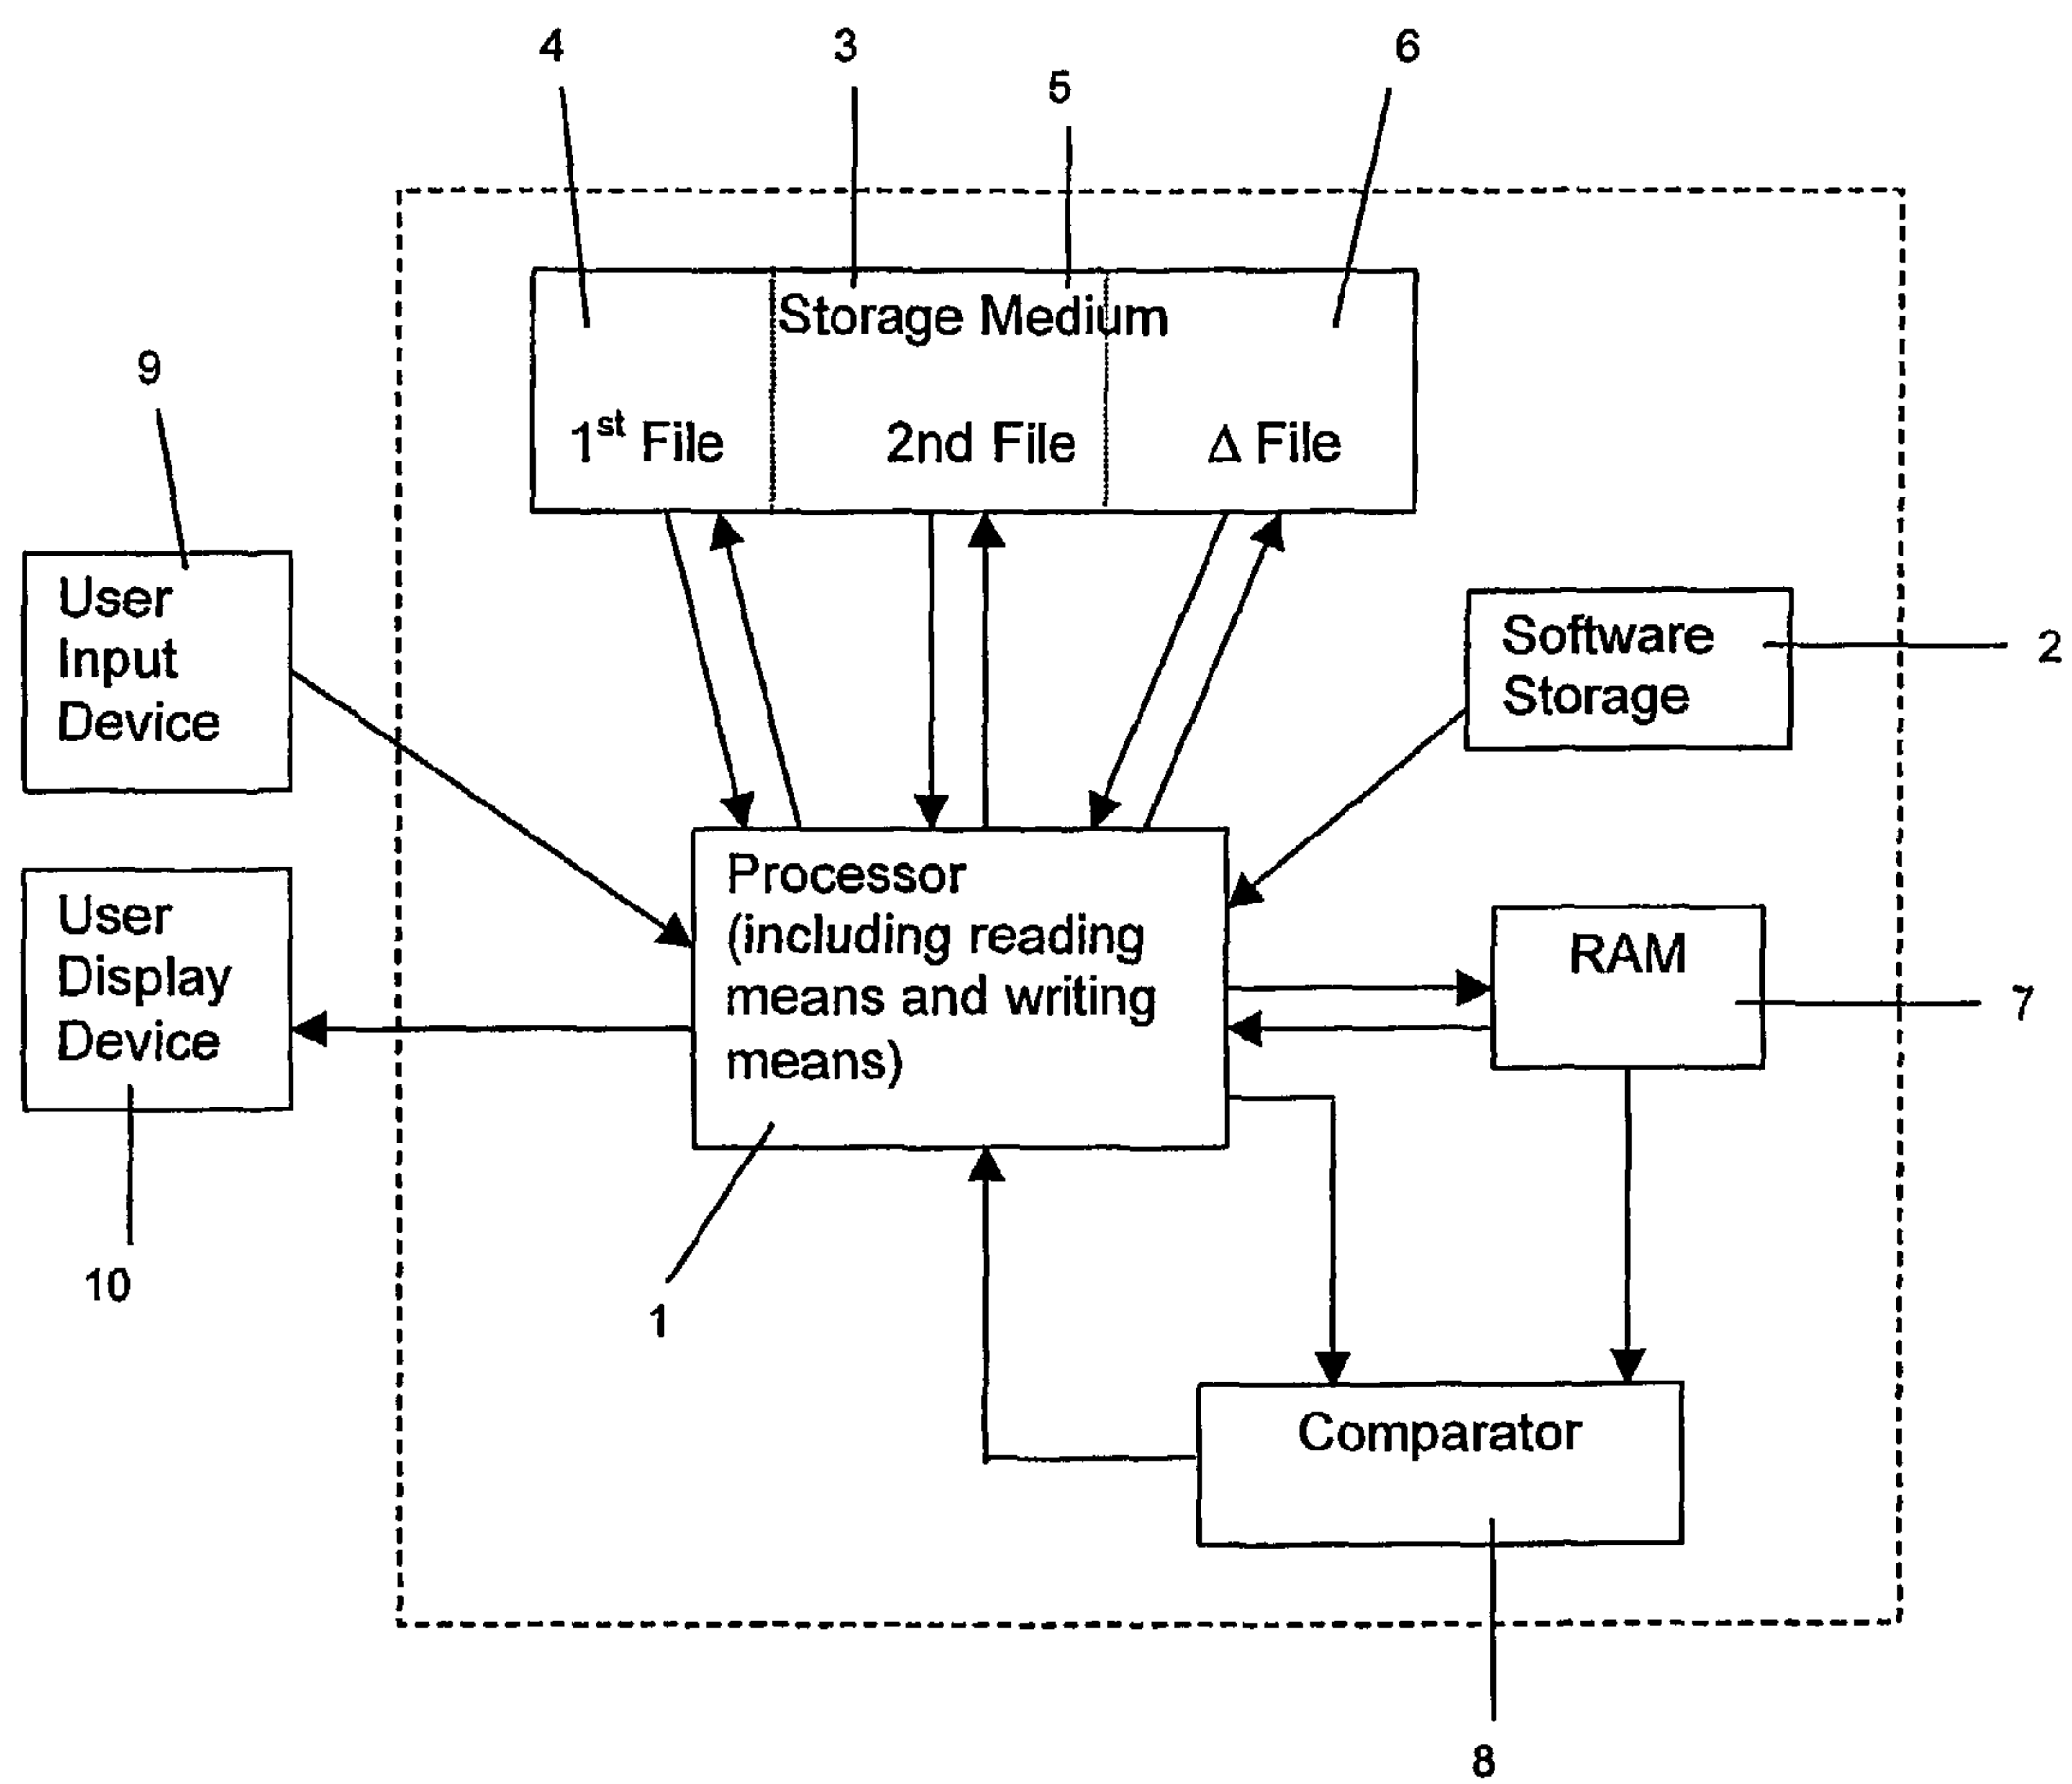 4
3
5
6
Storage Medium
1st File
2nd File
Δ File
9
User
Input
Device
Software
Storage
2
User
Display
Device
10
Processor
(including reading
means and writing
means)
1
RAM
7
Comparator
8